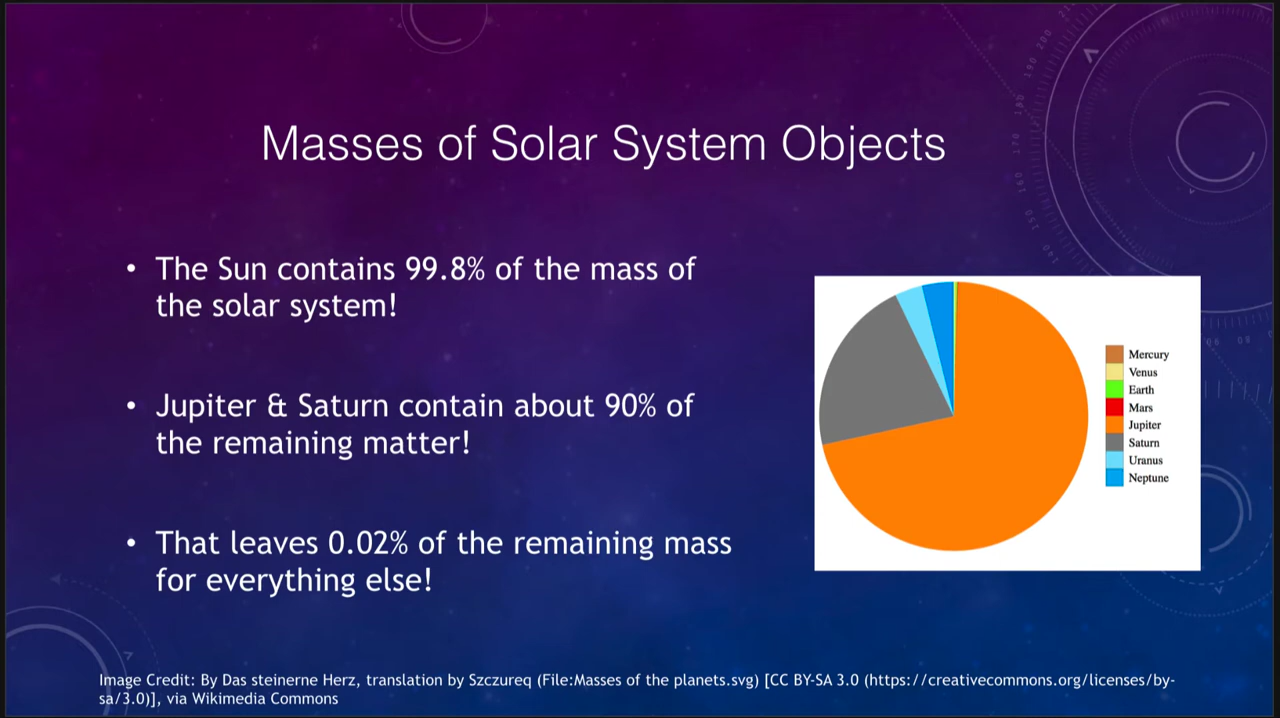 Masses of Solar System Objects
• The Sun contains 99.8% of the mass of
the solar system!
• Jupiter & Saturn contain about 90% of
the remaining matter!
• That leaves 0.02% of the remaining mass
for everything else!
Mercury
Venus
Earth
Mars
Jupiter
Saturn
Uranus
Neptune
Image Credit: By Das steinerne Herz, translation by Szczureq (File:Masses of the planets.svg) [CC BY-SA 3.0 (https://creativecommons.org/licenses/by-
sa/3.0)], via Wikimedia Commons